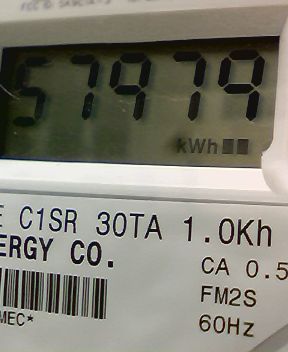 57979
kWh
E C1SR 30TA 1.0Kh
ERGY CO.
CA 0.5
FM2S
MEC*
60Hz